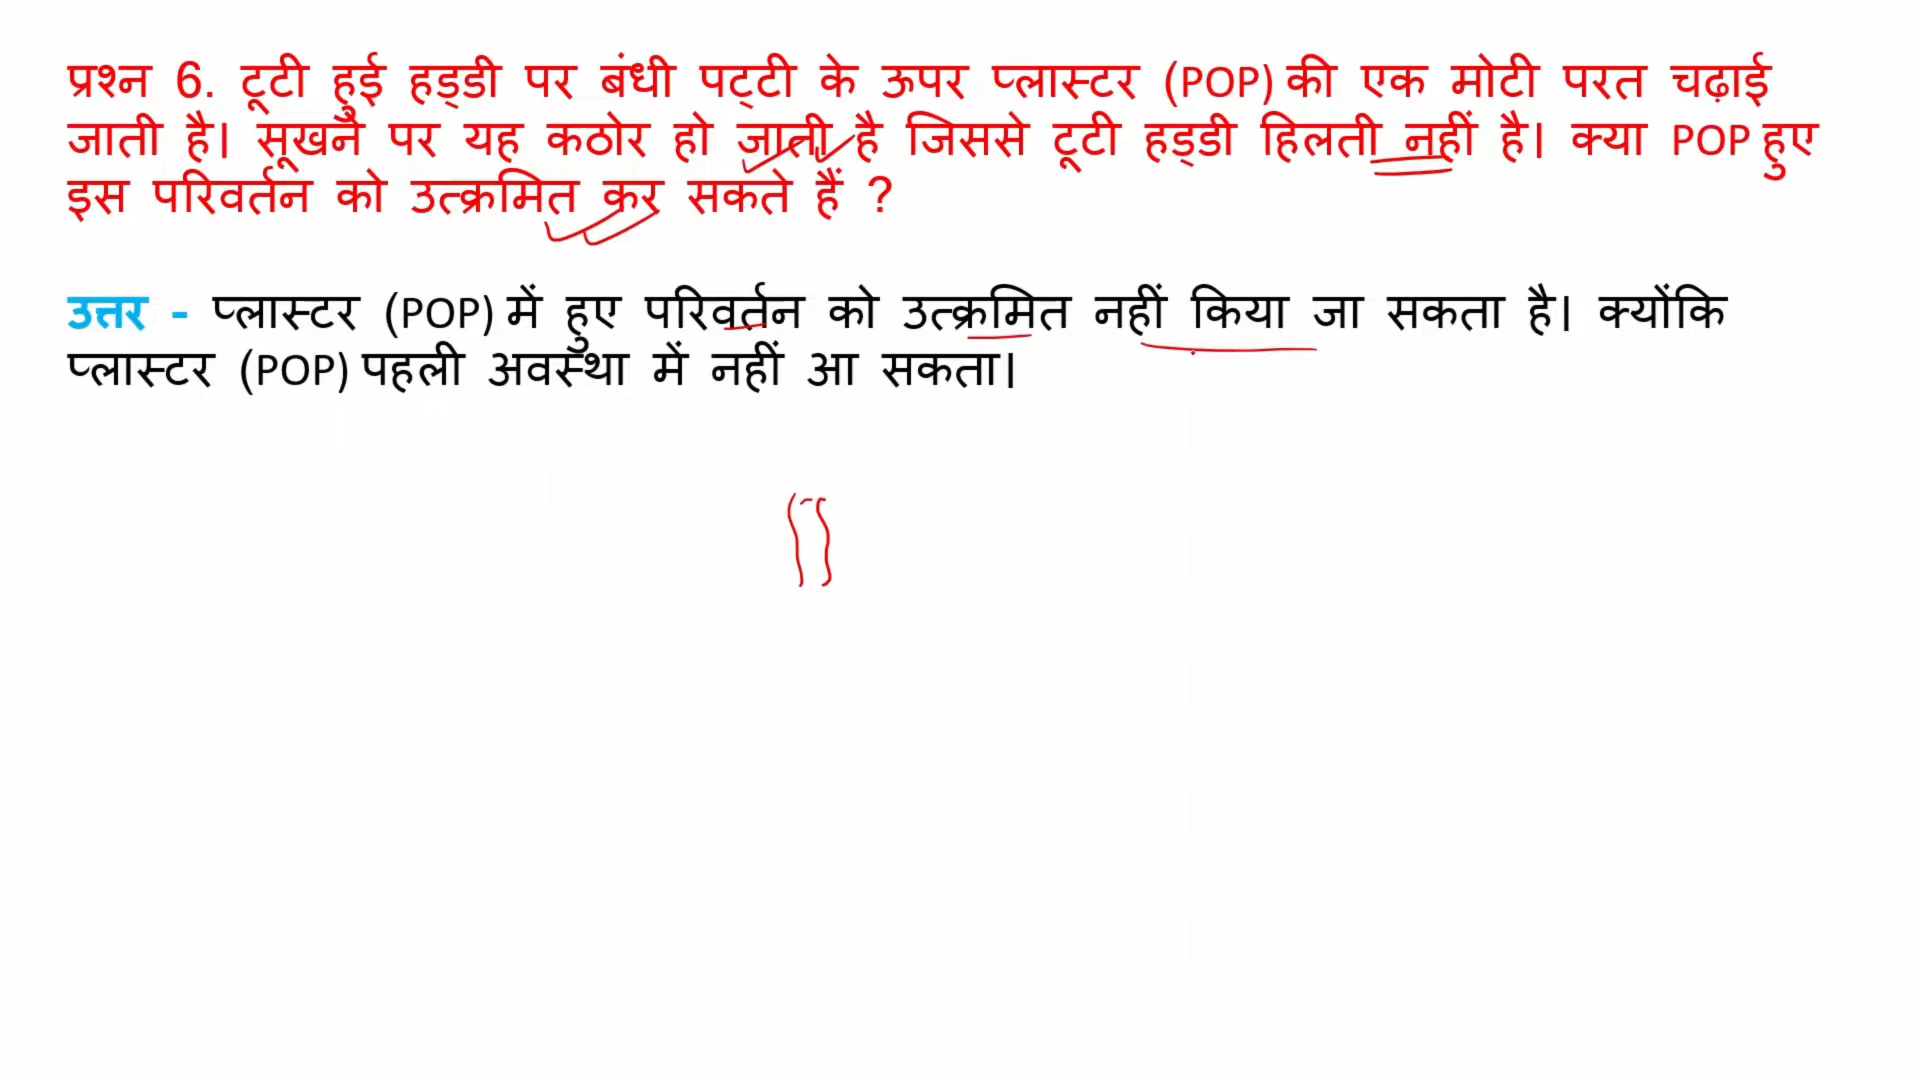 प्रश्न 6. टूटी हुई हड्डी पर बंधी पट्टी के ऊपर प्लास्टर (POP) की एक मोटी परत चढ़ाई
जाती है। सूखने पर यह कठोर हो जाती है जिससे टूटी हड्डी हिलती नहीं है। क्या POP हुए
इस परिवर्तन को उत्क्रमित कर सकते हैं ?
उत्तर - प्लास्टर (POP) में हुए परिवर्तन को उत्क्रमित नहीं किया जा सकता है। क्योंकि
प्लास्टर (POP) पहली अवस्था में नहीं आ सकता।